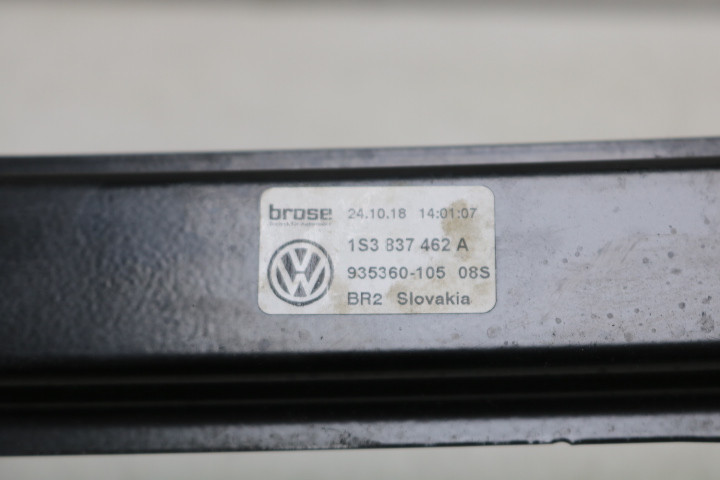 brose 24.10.18 14:01:07
1S3 837 462 A
935360-105 08S
BR2 Slovakia